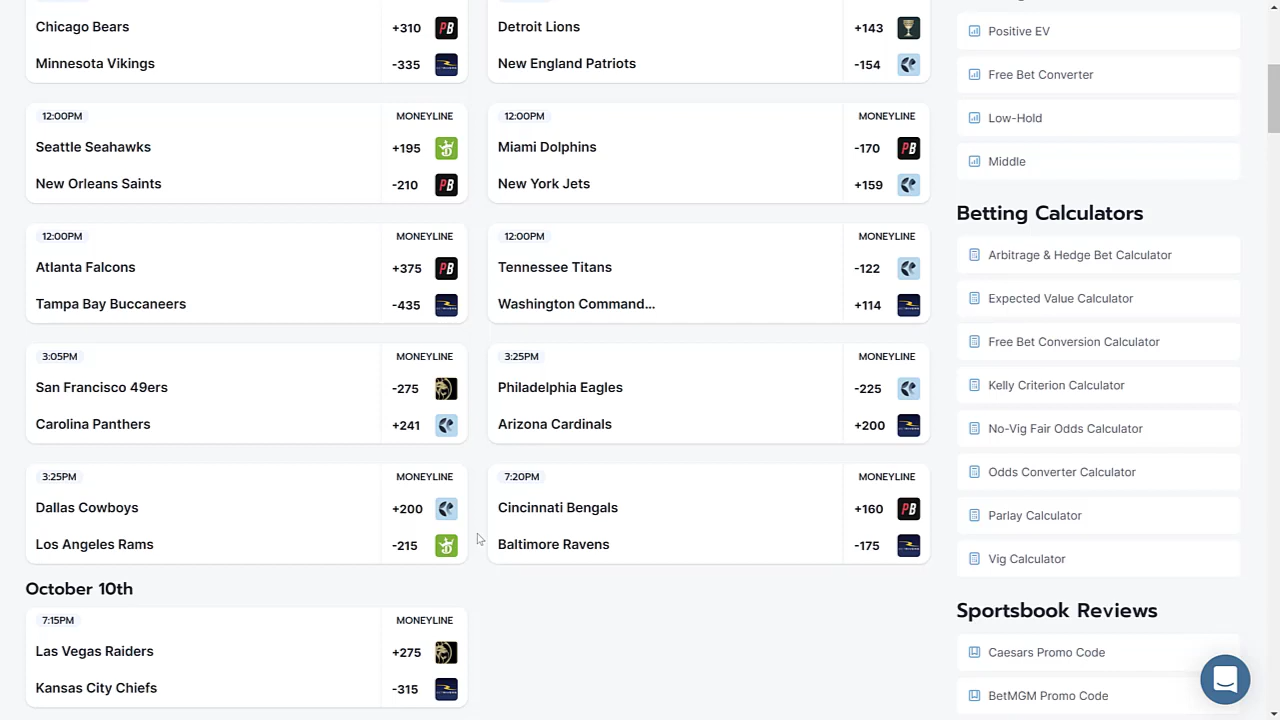 Chicago Bears +310 PB
Minnesota Vikings -335
Detroit Lions +143
New England Patriots -154
12:00PM MONEYLINE
Seattle Seahawks +195
New Orleans Saints -210 PB
12:00PM MONEYLINE
Miami Dolphins -170 PB
New York Jets +159
12:00PM MONEYLINE
Atlanta Falcons +375 PB
Tampa Bay Buccaneers -435
12:00PM MONEYLINE
Tennessee Titans -122
Washington Command... +114
3:05PM MONEYLINE
San Francisco 49ers -275
Carolina Panthers +241
3:25PM MONEYLINE
Philadelphia Eagles -225
Arizona Cardinals +200
3:25PM MONEYLINE
Dallas Cowboys +200
Los Angeles Rams -215
7:20PM MONEYLINE
Cincinnati Bengals +160 PB
Baltimore Ravens -175
October 10th
7:15PM MONEYLINE
Las Vegas Raiders +275
Kansas City Chiefs -315
Positive EV
Free Bet Converter
Low-Hold
Middle
Betting Calculators
Arbitrage & Hedge Bet Calculator
Expected Value Calculator
Free Bet Conversion Calculator
Kelly Criterion Calculator
No-Vig Fair Odds Calculator
Odds Converter Calculator
Parlay Calculator
Vig Calculator
Sportsbook Reviews
Caesars Promo Code
BetMGM Promo Code